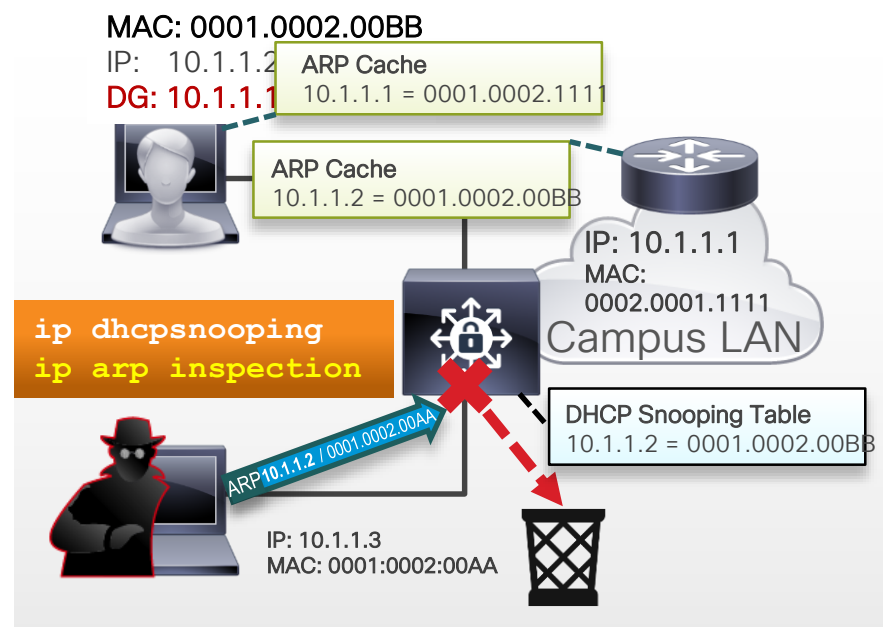 MAC: 0001.0002.00BB
IP: 10.1.1.2
DG: 10.1.1.1
ARP Cache
10.1.1.1 = 0001.0002.1111
ARP Cache
10.1.1.2 = 0001.0002.00BB
IP: 10.1.1.1
MAC:
0002.0001.1111
Campus LAN
ip dhcpsnooping
ip arp inspection
DHCP Snooping Table
10.1.1.2 = 0001.0002.00BB
ARP10.1.1.2 / 0001.0002.00AA
IP: 10.1.1.3
MAC: 0001:0002:00AA